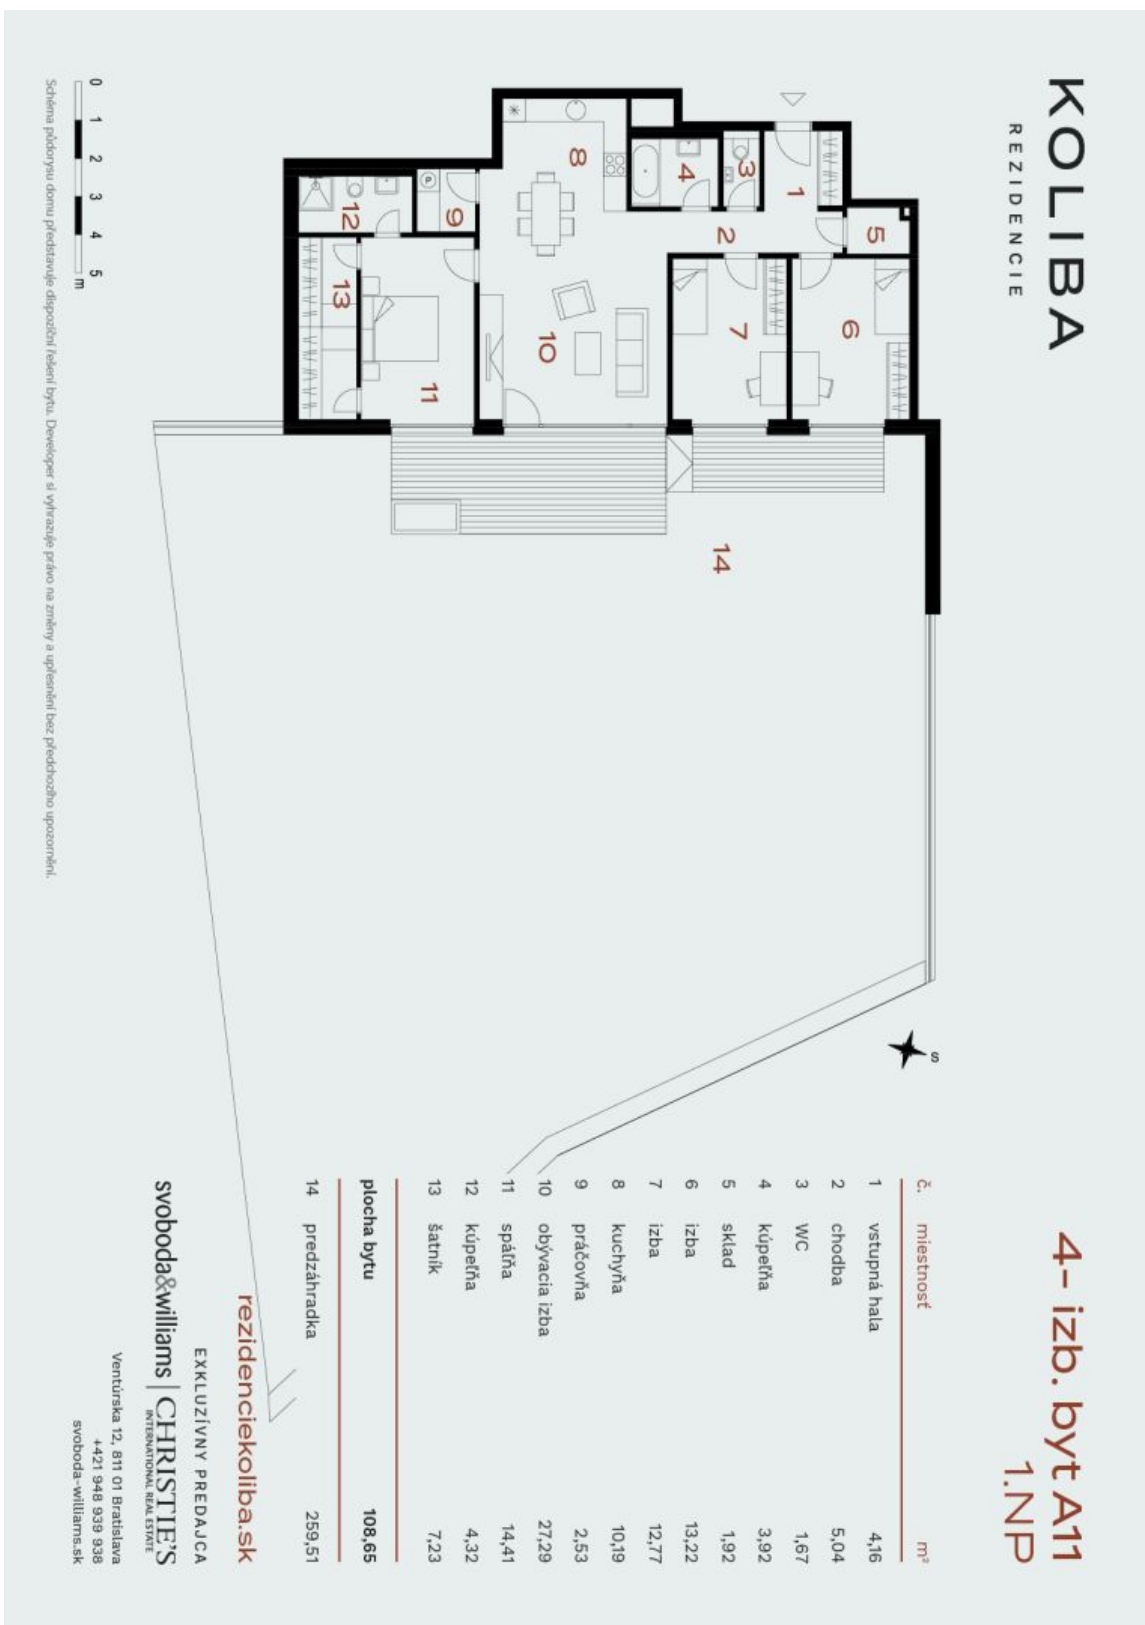 KOLIBA
REZIDENCIE
4- izb. byt A11
1.NP
č. miestnosť m²
1 vstupná hala 4,16
2 chodba 5,04
3 WC 1,67
4 kúpeľňa 3,92
5 sklad 1,92
6 izba 13,22
7 izba 12,77
8 kuchyňa 10,19
9 práčovňa 2,53
10 obývacia izba 27,29
11 spálňa 14,41
12 kúpeľňa 4,32
13 šatník 7,23
plocha bytu 108,65
14 predzáhradka 259,51
1
2
3
4
5
6
7
8
9
10
11
12
13
14
S
0 1 2 3 4 5 m
Schéma půdorysu domu představuje dispoziční řešení bytu. Developer si vyhrazuje právo na změny a upřesnění bez předchozího upozornění.
rezidenciekoliba.sk
EXKLUZÍVNY PREDAJCA
svoboda&williams | CHRISTIE'S
INTERNATIONAL REAL ESTATE
Ventúrska 12, 811 01 Bratislava
+421 948 939 938
svoboda-williams.sk